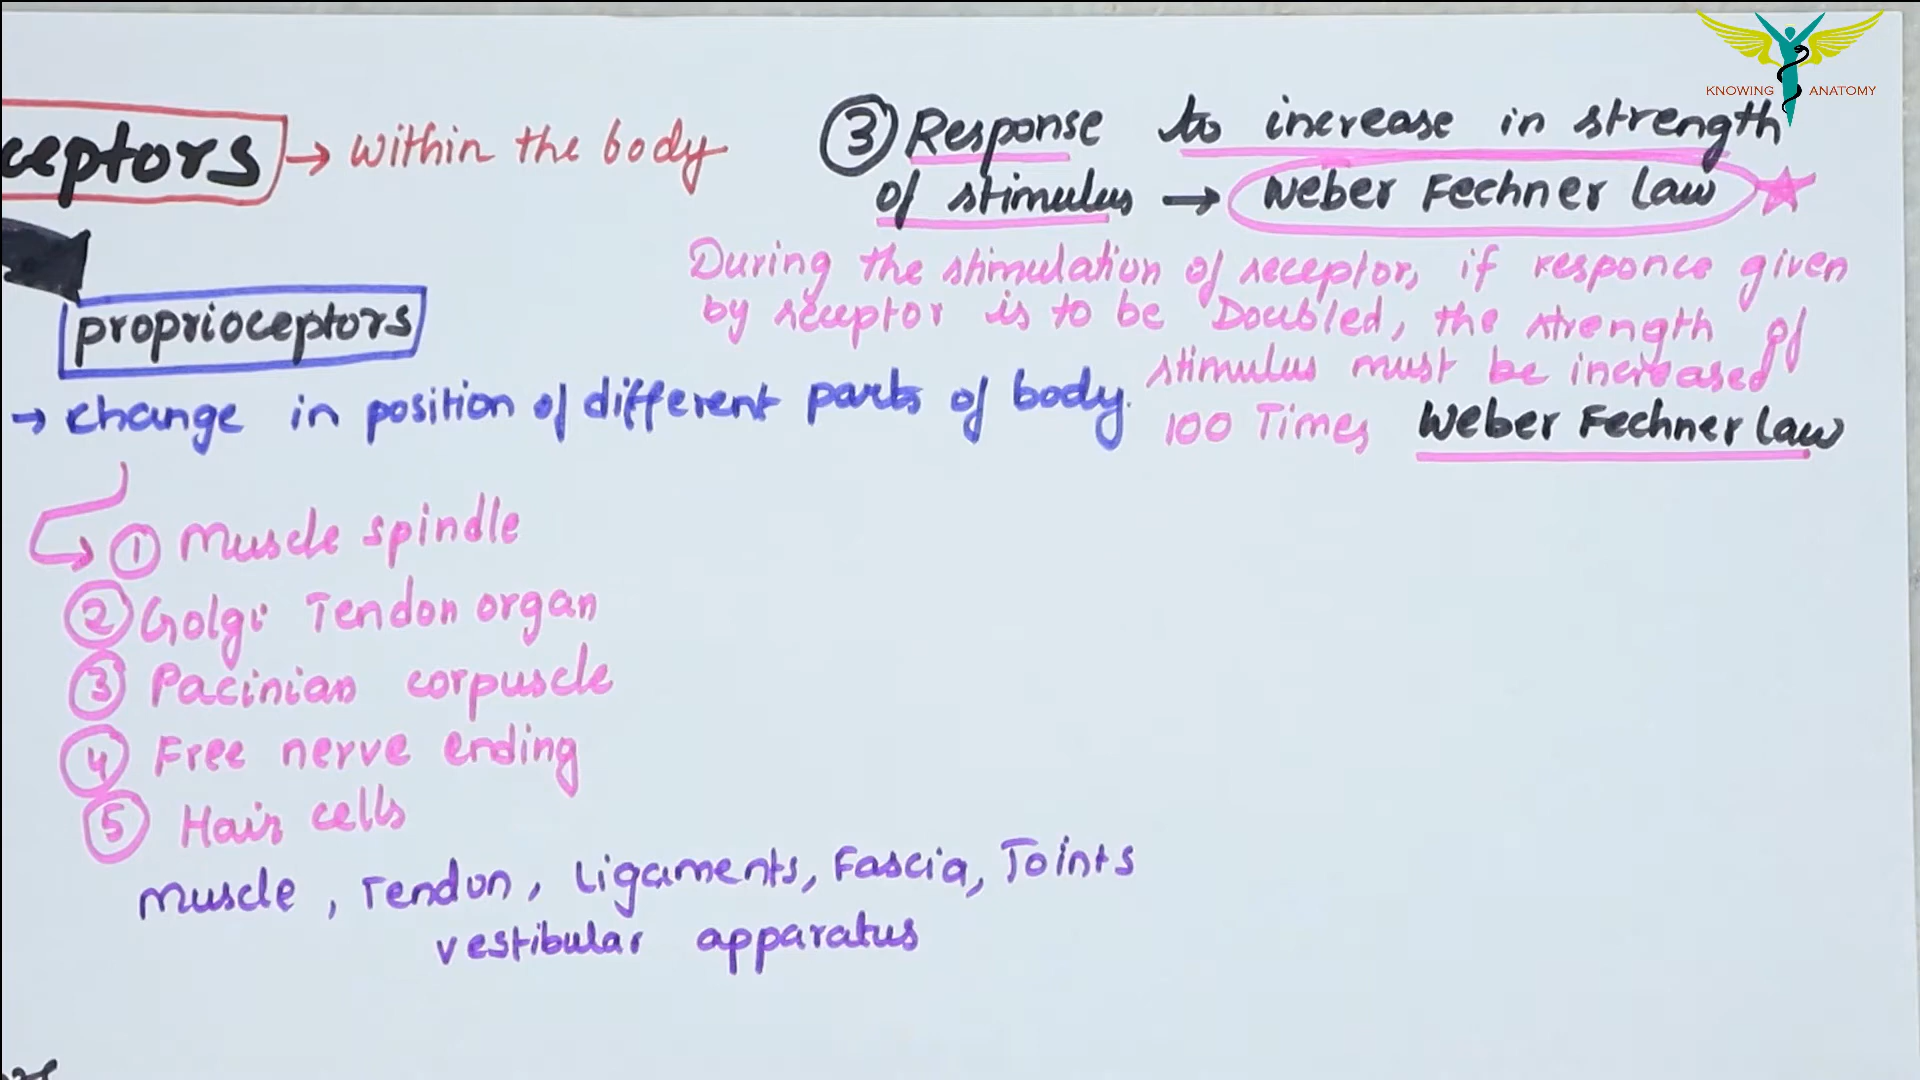 KNOWING ANATOMY
ceptors → within the body
③ Response to increase in strength
of stimulus → Weber Fechner law
During the stimulation of receptor, if responce given
by receptor is to be Doubled, the strength of
stimulus must be increased
100 Times Weber Fechner law
proprioceptors
→ change in position of different parts of body.
① Muscle spindle
② Golgi Tendon organ
③ Pacinian corpuscle
④ Free nerve ending
⑤ Hair cells
muscle, Tendon, Ligaments, Fascia, Joints
vestibular apparatus